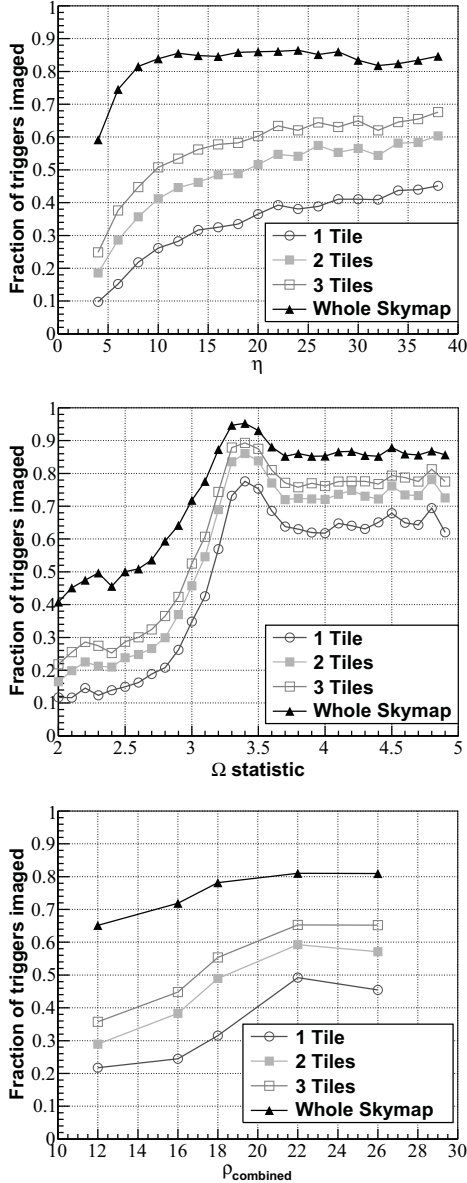 Fraction of triggers imaged
1
0.9
0.8
0.7
0.6
0.5
0.4
0.3
0.2
0.1
0
0 5 10 15 20 25 30 35 40
η
1 Tile
2 Tiles
3 Tiles
Whole Skymap
Fraction of triggers imaged
1
0.9
0.8
0.7
0.6
0.5
0.4
0.3
0.2
0.1
0
2 2.5 3 3.5 4 4.5 5
Ω statistic
1 Tile
2 Tiles
3 Tiles
Whole Skymap
Fraction of triggers imaged
1
0.9
0.8
0.7
0.6
0.5
0.4
0.3
0.2
0.1
0
10 12 14 16 18 20 22 24 26 28 30
ρcombined
1 Tile
2 Tiles
3 Tiles
Whole Skymap